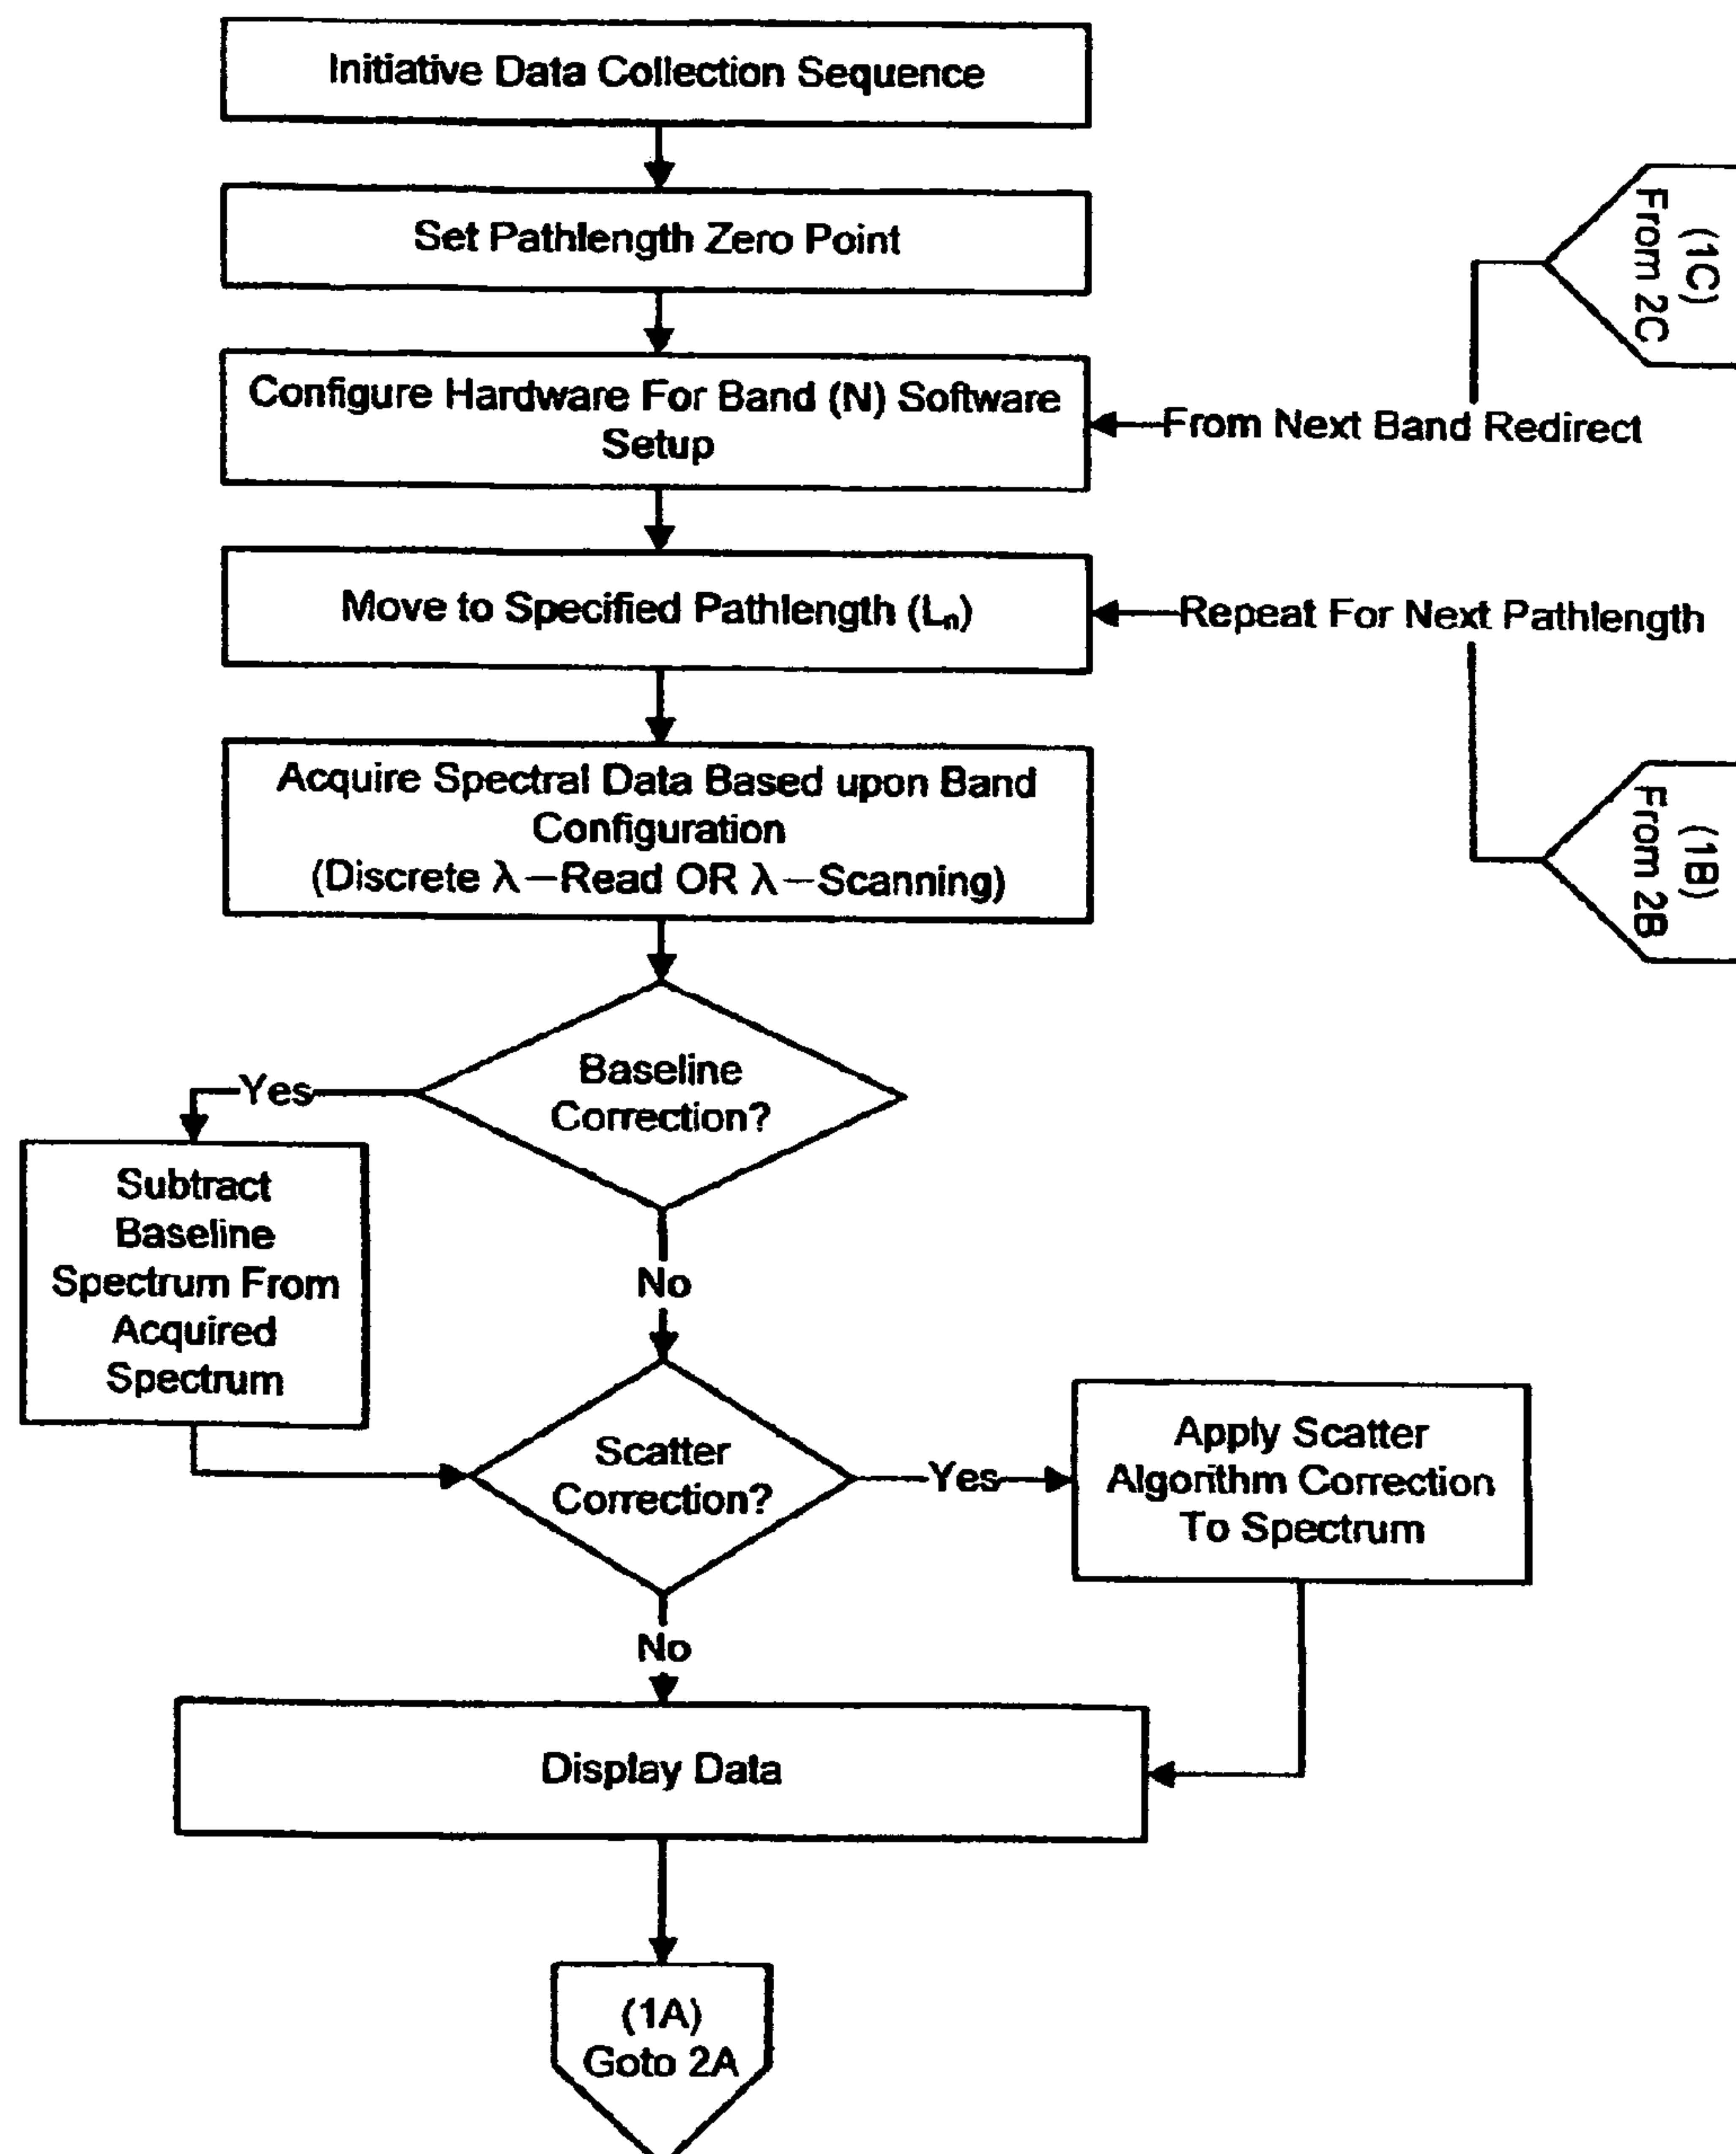 Initiative Data Collection Sequence
Set Pathlength Zero Point
(1C)
From 2C
Configure Hardware For Band (N) Software
Setup
From Next Band Redirect
Move to Specified Pathlength (Lₙ)
Repeat For Next Pathlength
Acquire Spectral Data Based upon Band
Configuration
(Discrete λ—Read OR λ—Scanning)
(1B)
From 2B
Baseline
Correction?
Yes
Subtract
Baseline
Spectrum From
Acquired
Spectrum
No
Scatter
Correction?
Yes
Apply Scatter
Algorithm Correction
To Spectrum
No
Display Data
(1A)
Goto 2A